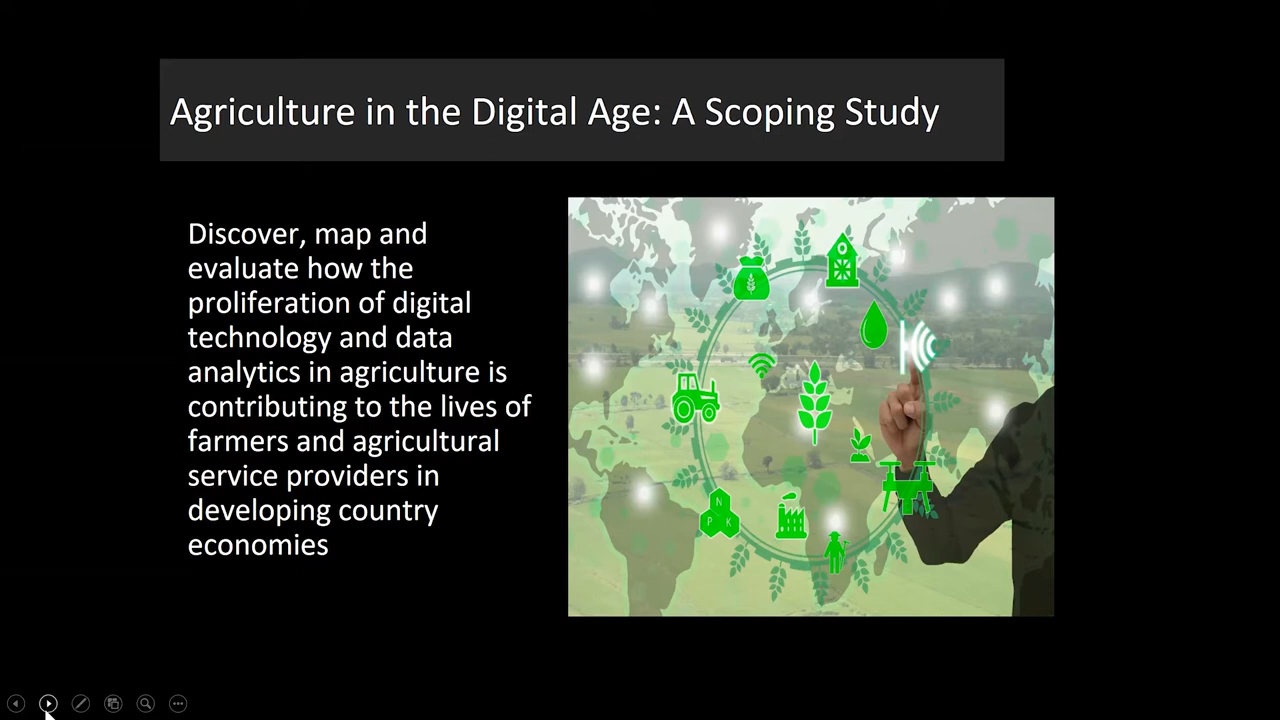 Agriculture in the Digital Age: A Scoping Study
Discover, map and
evaluate how the
proliferation of digital
technology and data
analytics in agriculture is
contributing to the lives of
farmers and agricultural
service providers in
developing country
economies
N
P K